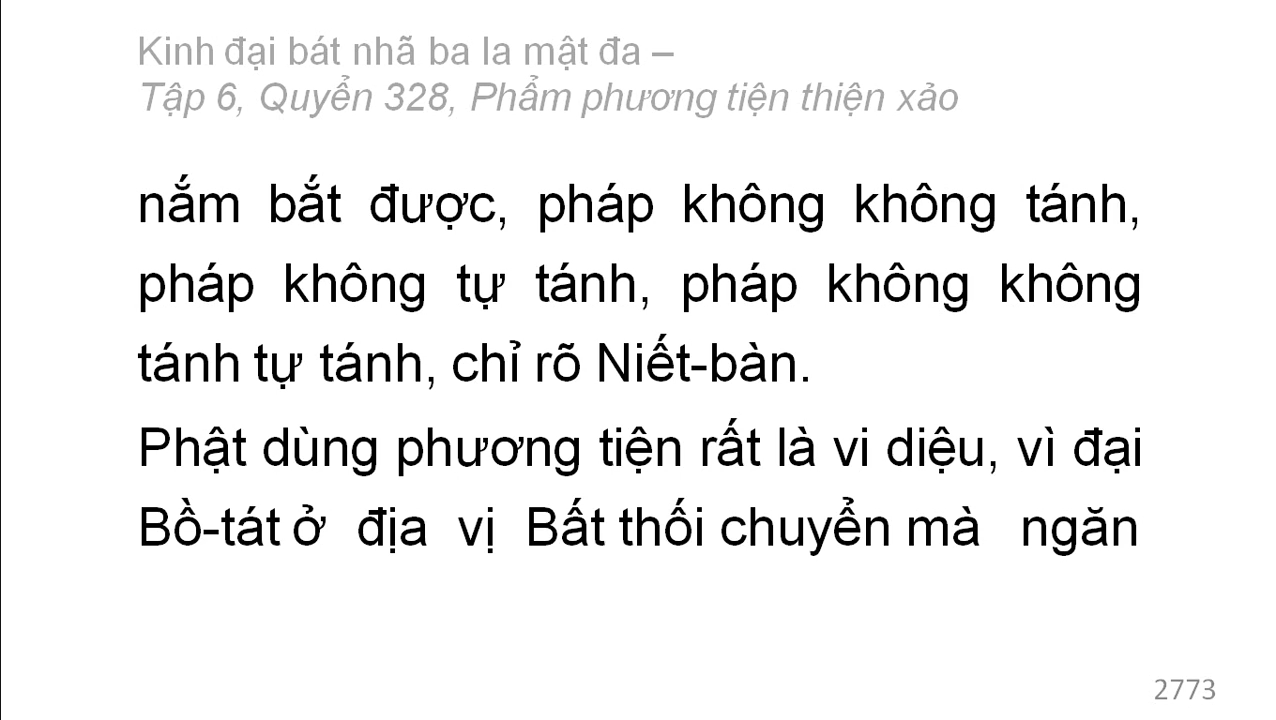 Kinh đại bát nhã ba la mật đa –
Tập 6, Quyển 328, Phẩm phương tiện thiện xảo
nắm bắt được, pháp không không tánh,
pháp không tự tánh, pháp không không
tánh tự tánh, chỉ rõ Niết-bàn.
Phật dùng phương tiện rất là vi diệu, vì đại
Bồ-tát ở địa vị Bất thối chuyển mà ngăn
2773